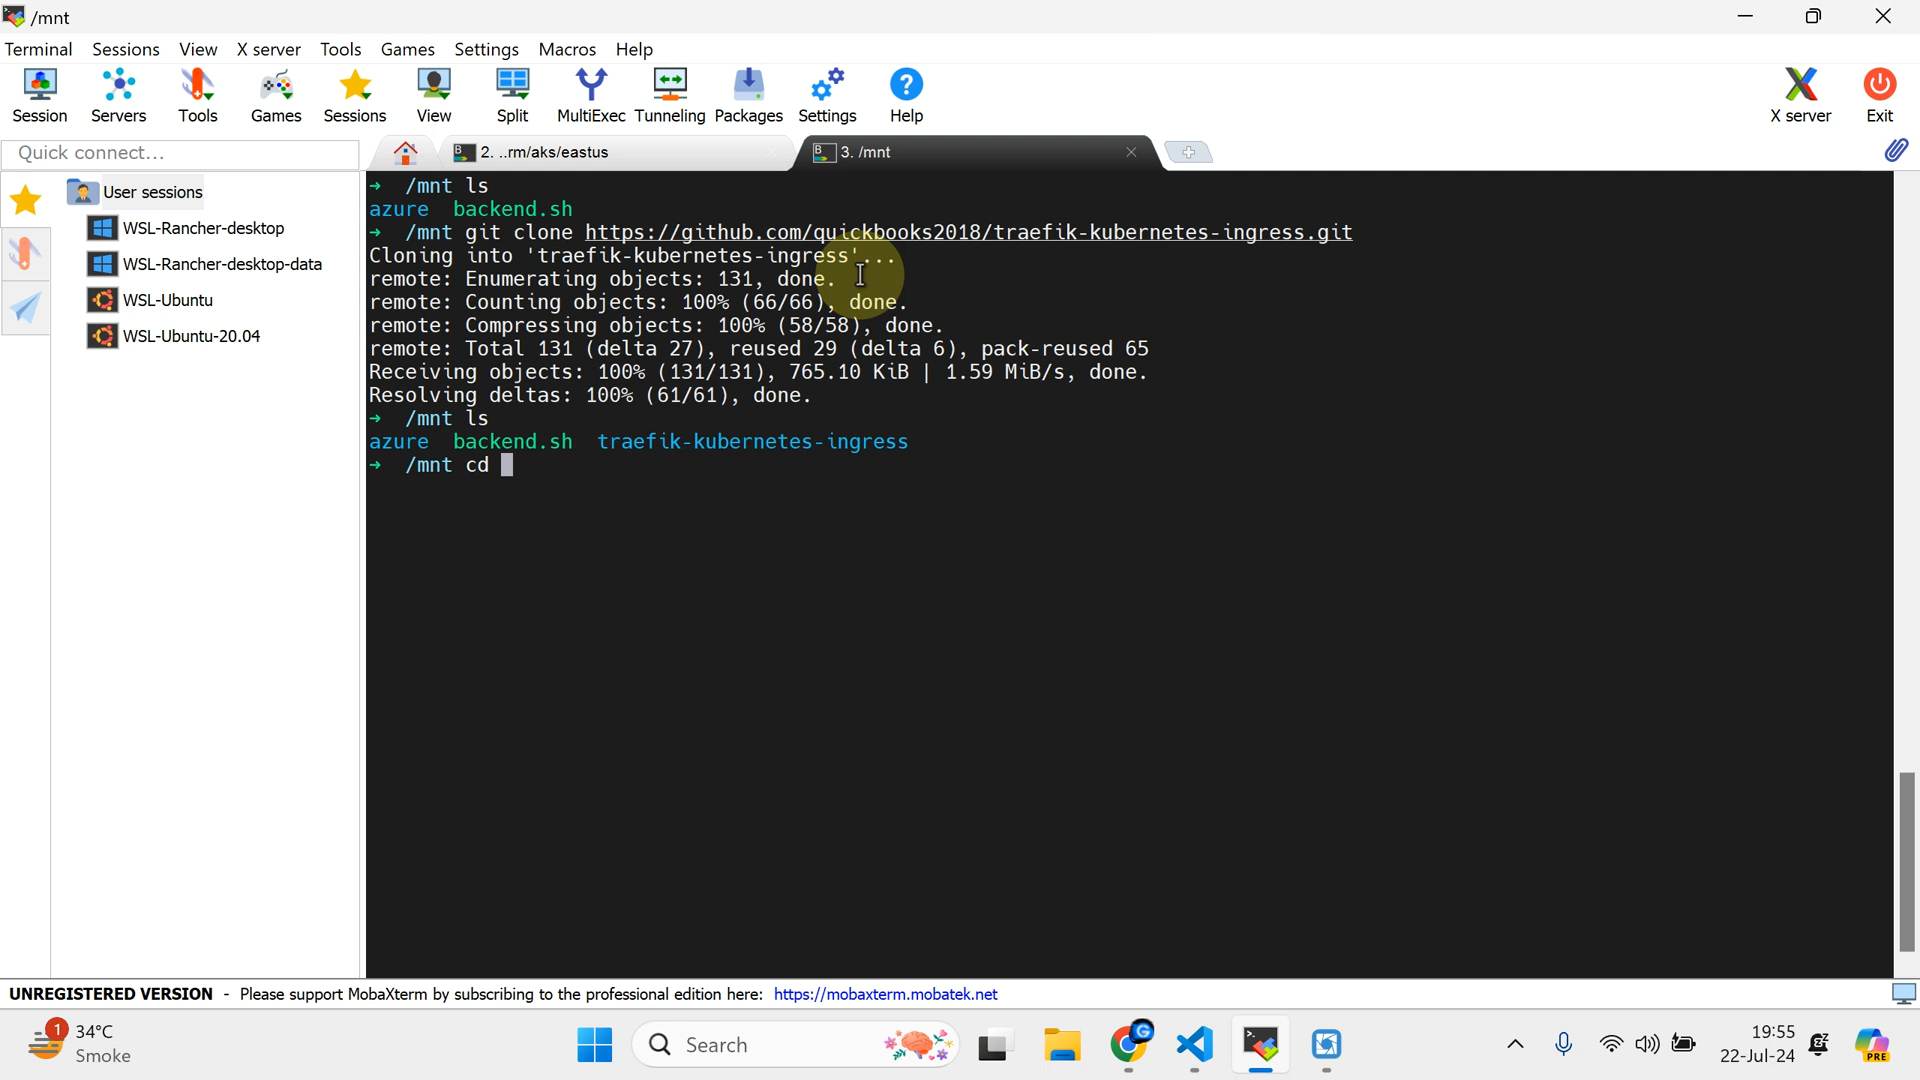 /mnt
Terminal Sessions View X server Tools Games Settings Macros Help
Session Servers Tools Games Sessions View Split MultiExec Tunneling Packages Settings Help X server Exit
Quick connect...
2. ..rm/aks/eastus
3. /mnt
User sessions
WSL-Rancher-desktop
WSL-Rancher-desktop-data
WSL-Ubuntu
WSL-Ubuntu-20.04
➜ /mnt ls
azure backend.sh
➜ /mnt git clone https://github.com/quickbooks2018/traefik-kubernetes-ingress.git
Cloning into 'traefik-kubernetes-ingress'...
remote: Enumerating objects: 131, done.
remote: Counting objects: 100% (66/66), done.
remote: Compressing objects: 100% (58/58), done.
remote: Total 131 (delta 27), reused 29 (delta 6), pack-reused 65
Receiving objects: 100% (131/131), 765.10 KiB | 1.59 MiB/s, done.
Resolving deltas: 100% (61/61), done.
➜ /mnt ls
azure backend.sh traefik-kubernetes-ingress
➜ /mnt cd
UNREGISTERED VERSION - Please support MobaXterm by subscribing to the professional edition here: https://mobaxterm.mobatek.net
1
34°C
Smoke
Search
G
19:55
22-Jul-24
PRE